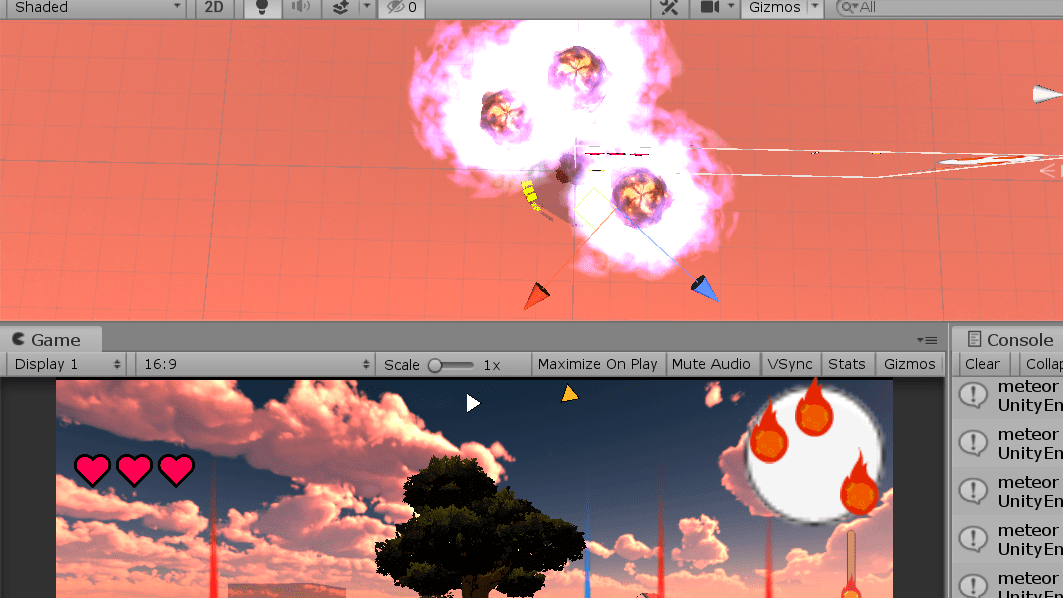 Shaded 2D 0 Gizmos All
Game
Console
Display 1 16:9 Scale 1x Maximize On Play Mute Audio VSync Stats Gizmos
Clear Collap
meteor
UnityEn
meteor
UnityEn
meteor
UnityEn
meteor
UnityEn
meteor
UnityEn